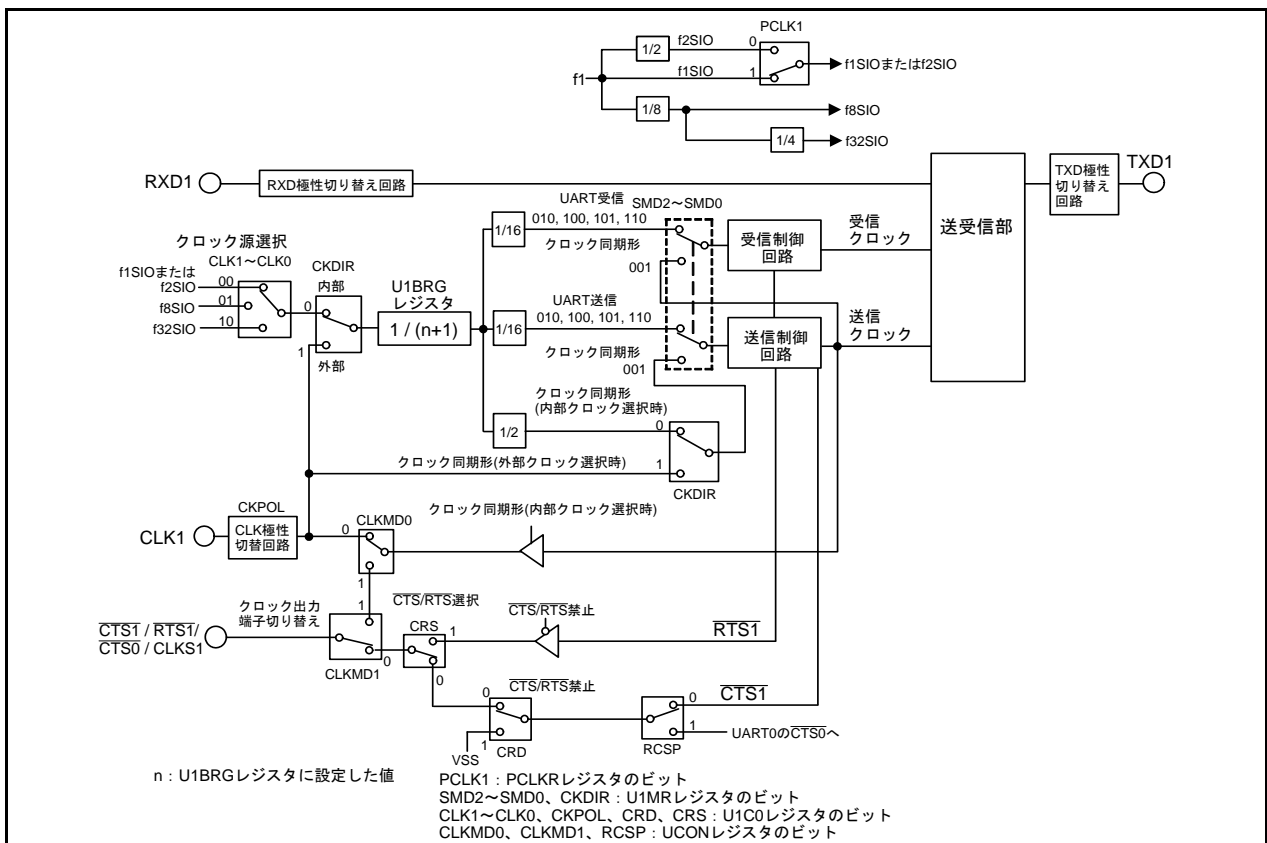 PCLK1
f2SIO
0
1/2
f1
f1SIO
1
f1SIOまたはf2SIO
1/8
f8SIO
1/4
f32SIO
RXD1
RXD極性切り替え回路
UART受信
010, 100, 101, 110
SMD2～SMD0
1/16
クロック同期形
001
受信制御
回路
受信
クロック
送受信部
TXD極性
切り替え
回路
TXD1
クロック源選択
CLK1～CLK0
f1SIOまたは
f2SIO
00
f8SIO
01
f32SIO
10
CKDIR
内部
0
1
外部
U1BRG
レジスタ
1 / (n+1)
UART送信
010, 100, 101, 110
1/16
クロック同期形
001
送信制御
回路
送信
クロック
クロック同期形
(内部クロック選択時)
1/2
0
クロック同期形(外部クロック選択時)
1
CKDIR
CLK1
CKPOL
CLK極性
切替回路
CLKMD0
0
1
クロック同期形(内部クロック選択時)
CTS1 / RTS1/
CTS0 / CLKS1
クロック出力
端子切り替え
1
0
CLKMD1
CTS/RTS選択
CRS
1
0
CTS/RTS禁止
RTS1
CTS/RTS禁止
0
1
VSS
CRD
CTS1
0
1
RCSP
UART0のCTS0へ
n : U1BRGレジスタに設定した値
PCLK1 : PCLKRレジスタのビット
SMD2～SMD0、CKDIR : U1MRレジスタのビット
CLK1～CLK0、CKPOL、CRD、CRS : U1C0レジスタのビット
CLKMD0、CLKMD1、RCSP : UCONレジスタのビット